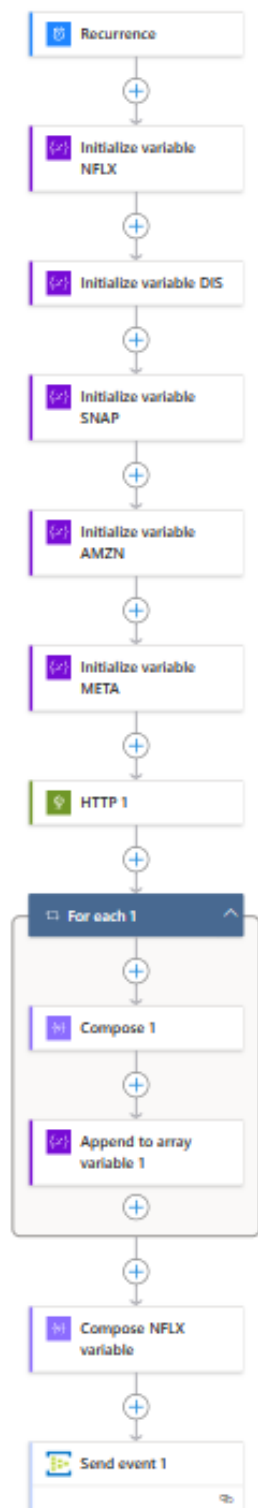 Recurrence
Initialize variable
NFLX
Initialize variable DIS
Initialize variable
SNAP
Initialize variable
AMZN
Initialize variable
META
HTTP 1
For each 1
Compose 1
Append to array
variable 1
Compose NFLX
variable
Send event 1